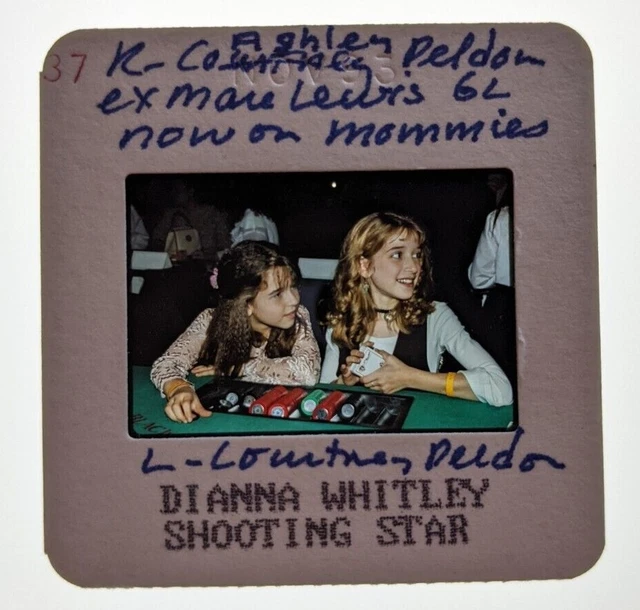 Ashley
37 R- Courtney Peldon
ex Mare Lewis GL
now on mommies
L - Courtney Peldon
DIANNA WHITLEY
SHOOTING STAR